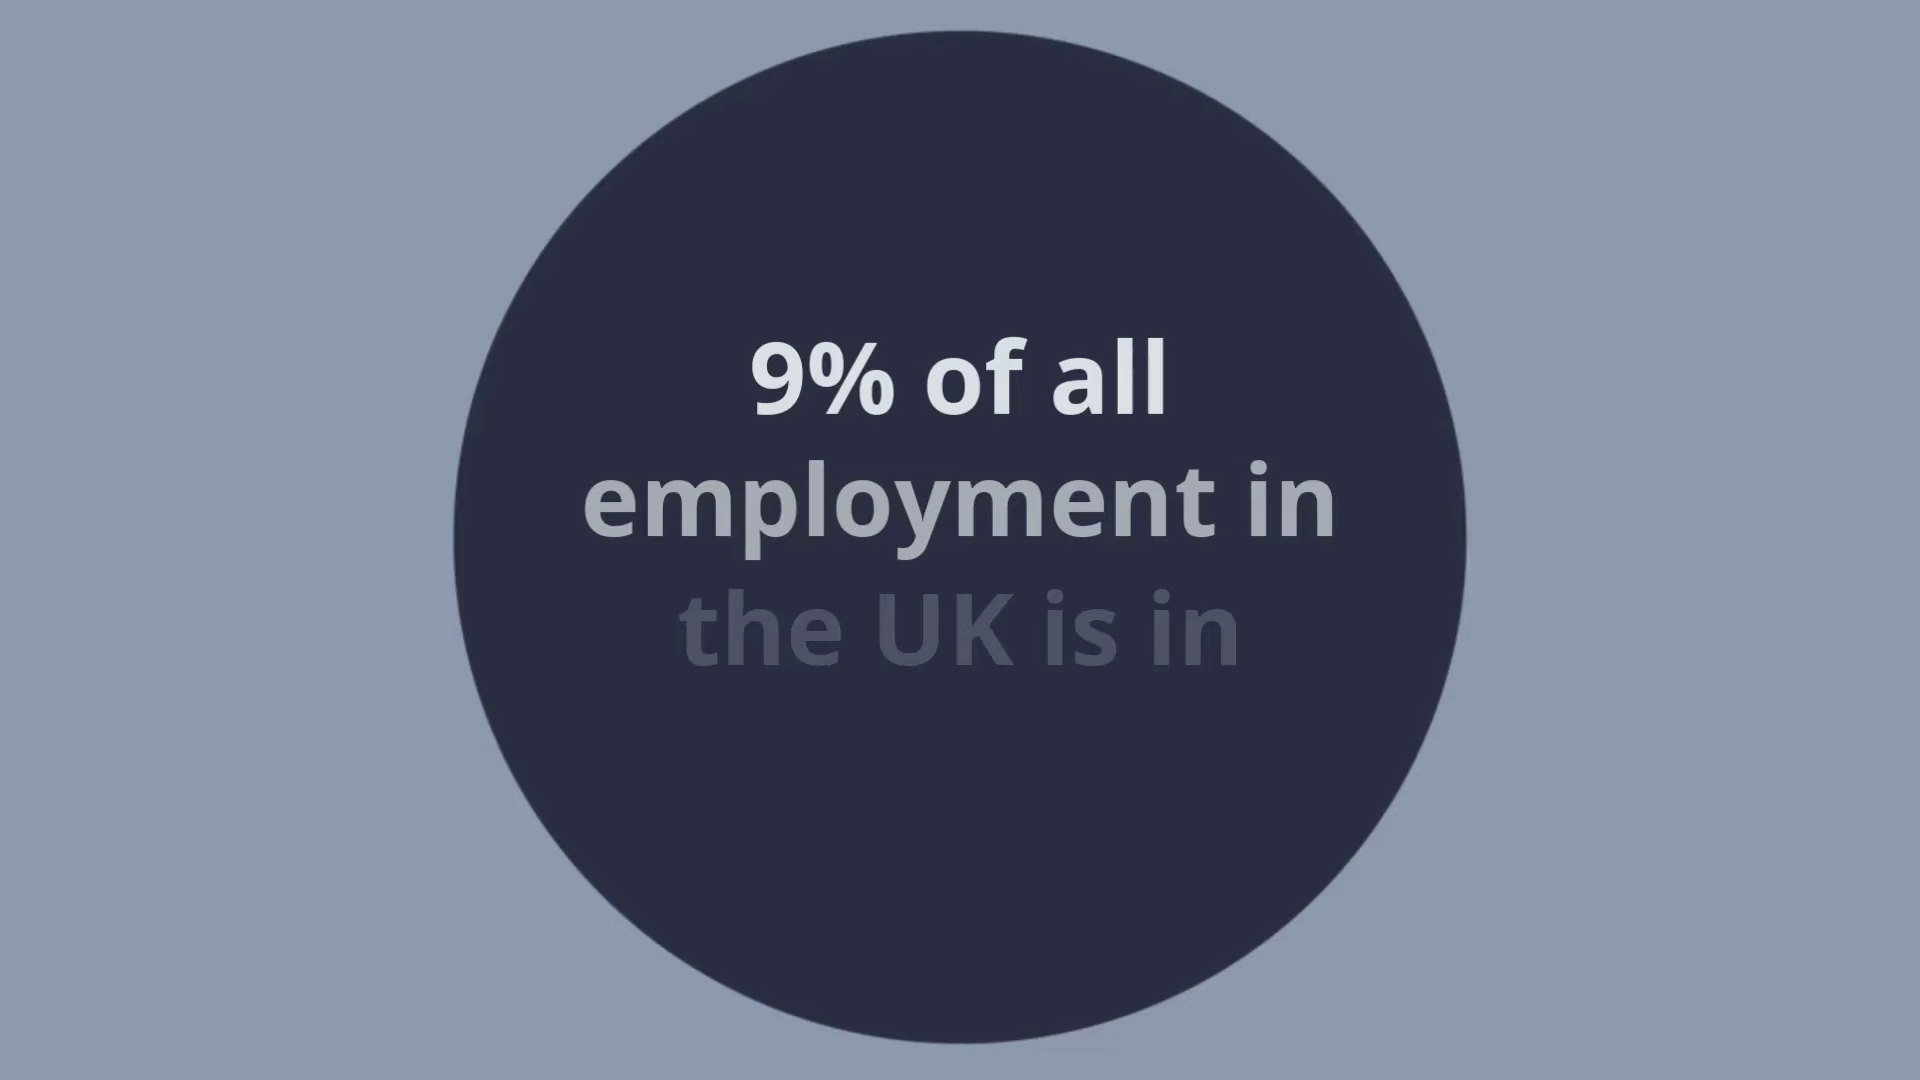 9% of all
employment in
the UK is in